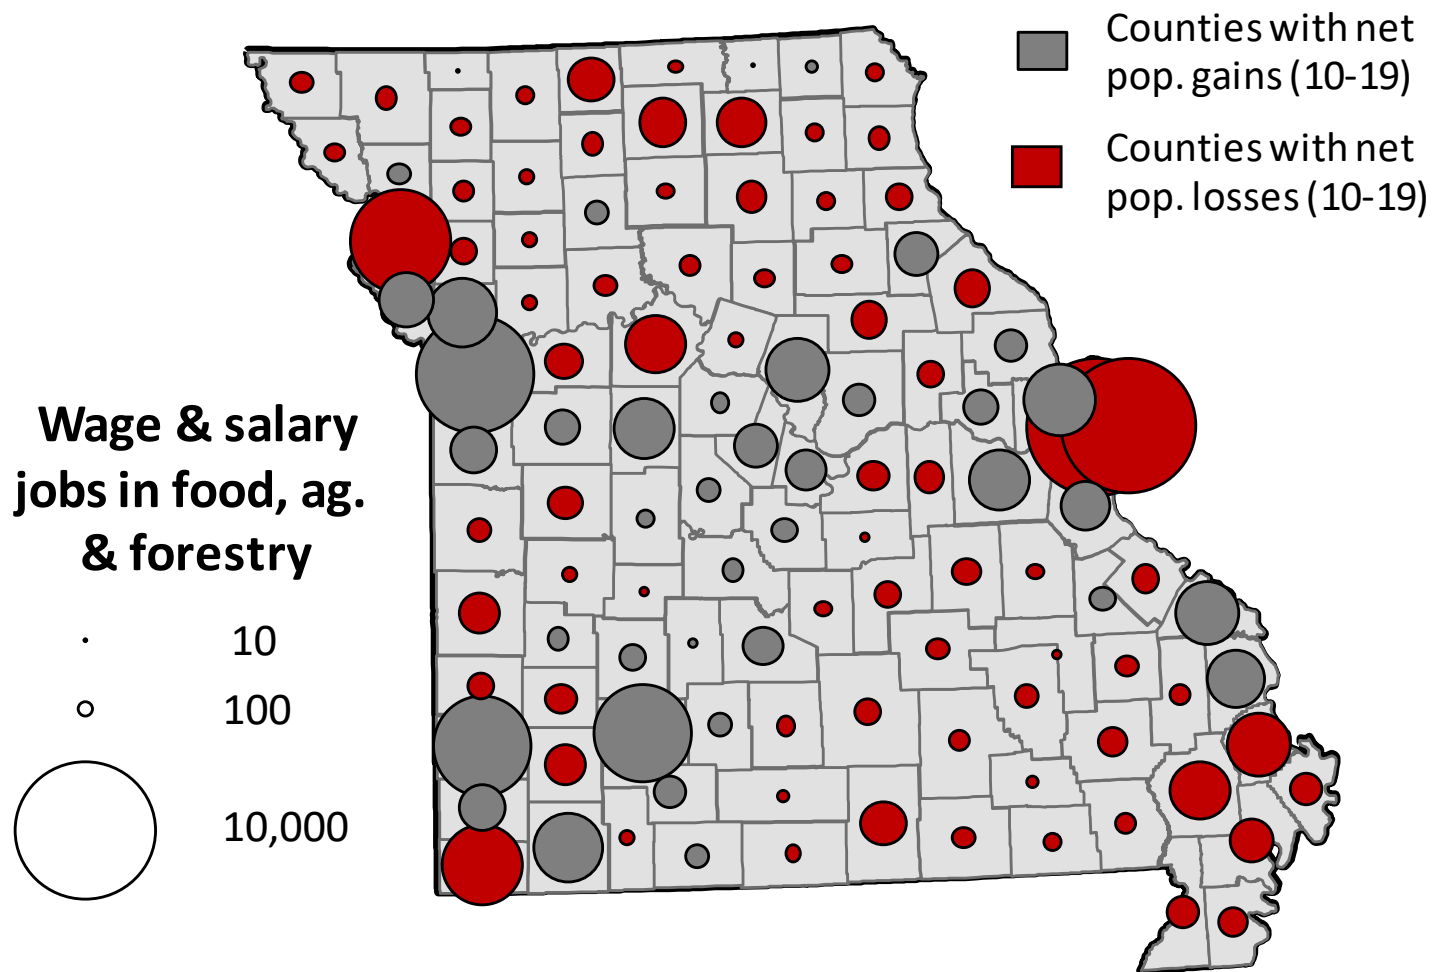 Counties with net
pop. gains (10-19)
Counties with net
pop. losses (10-19)
Wage & salary
jobs in food, ag.
& forestry
10
100
10,000